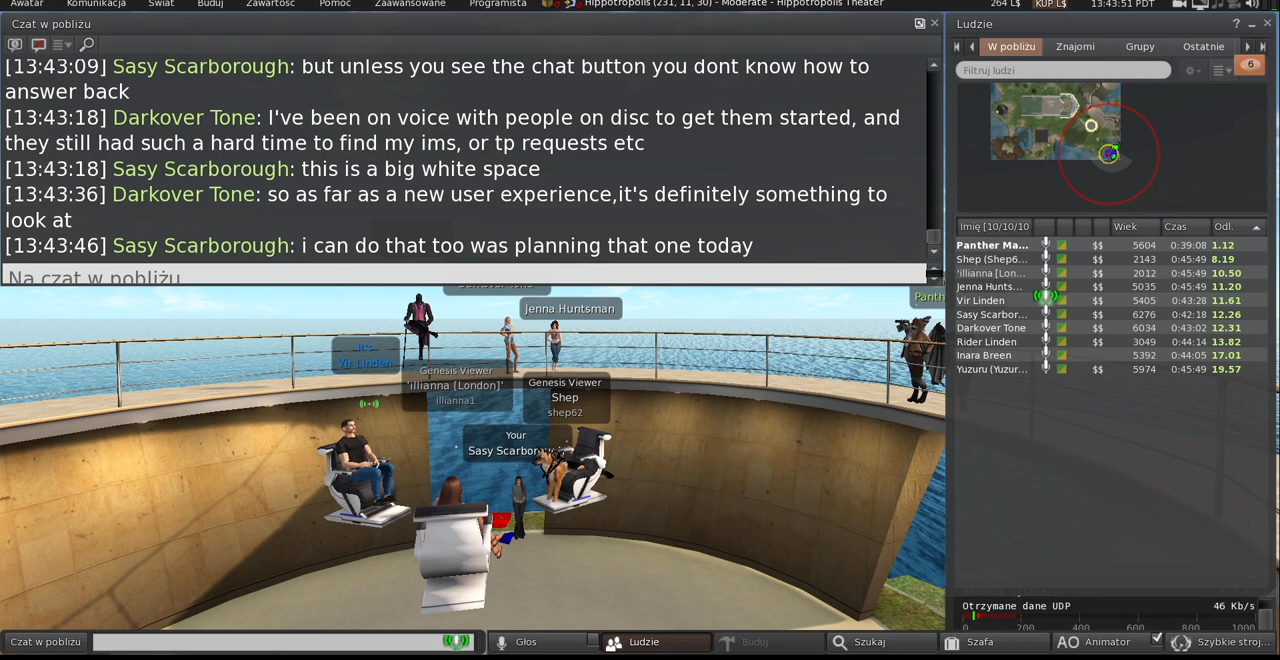 Awatar Komunikacja Świat Buduj Zawartość Pomoc Zaawansowane Programista Hippotropolis (231, 11, 30) - Moderate - Hippotropolis Theater 264 L$ KUP L$ 13:43:51 PDT
Czat w pobliżu
[13:43:09] Sasy Scarborough: but unless you see the chat button you dont know how to
answer back
[13:43:18] Darkover Tone: I've been on voice with people on disc to get them started, and
they still had such a hard time to find my ims, or tp requests etc
[13:43:18] Sasy Scarborough: this is a big white space
[13:43:36] Darkover Tone: so as far as a new user experience,it's definitely something to
look at
[13:43:46] Sasy Scarborough: i can do that too was planning that one today
Na czat w pobliżu
Darkover Tone
Jenna Huntsman
Panth
It's
Vir Linden
Genesis Viewer
'illianna [London]'
illianna1
Genesis Viewer
Shep
shep62
Your
Sasy Scarbor
Ludzie
?
W pobliżu Znajomi Grupy Ostatnie
6
Filtruj ludzi
Imię [10/10/10 Wiek Czas Odl.
Panther Ma... $$ 5604 0:39:08 1.12
Shep (Shep6... $$ 2143 0:45:49 8.19
'illianna [Lon... $$ 2012 0:45:49 10.50
Jenna Hunts... $$ 5035 0:45:49 11.20
Vir Linden $$ 5405 0:43:28 11.61
Sasy Scarbor... $$ 6276 0:42:18 12.26
Darkover Tone $$ 6034 0:43:02 12.31
Rider Linden $$ 3049 0:44:14 13.82
Inara Breen 5392 0:44:05 17.01
Yuzuru (Yuzur... $$ 5974 0:45:49 19.57
Otrzymane dane UDP 46 Kb/s
0 200 400 600 800 1000
Czat w pobliżu Głos Ludzie Buduj Szukaj Szafa AO Animator Szybkie stroj...